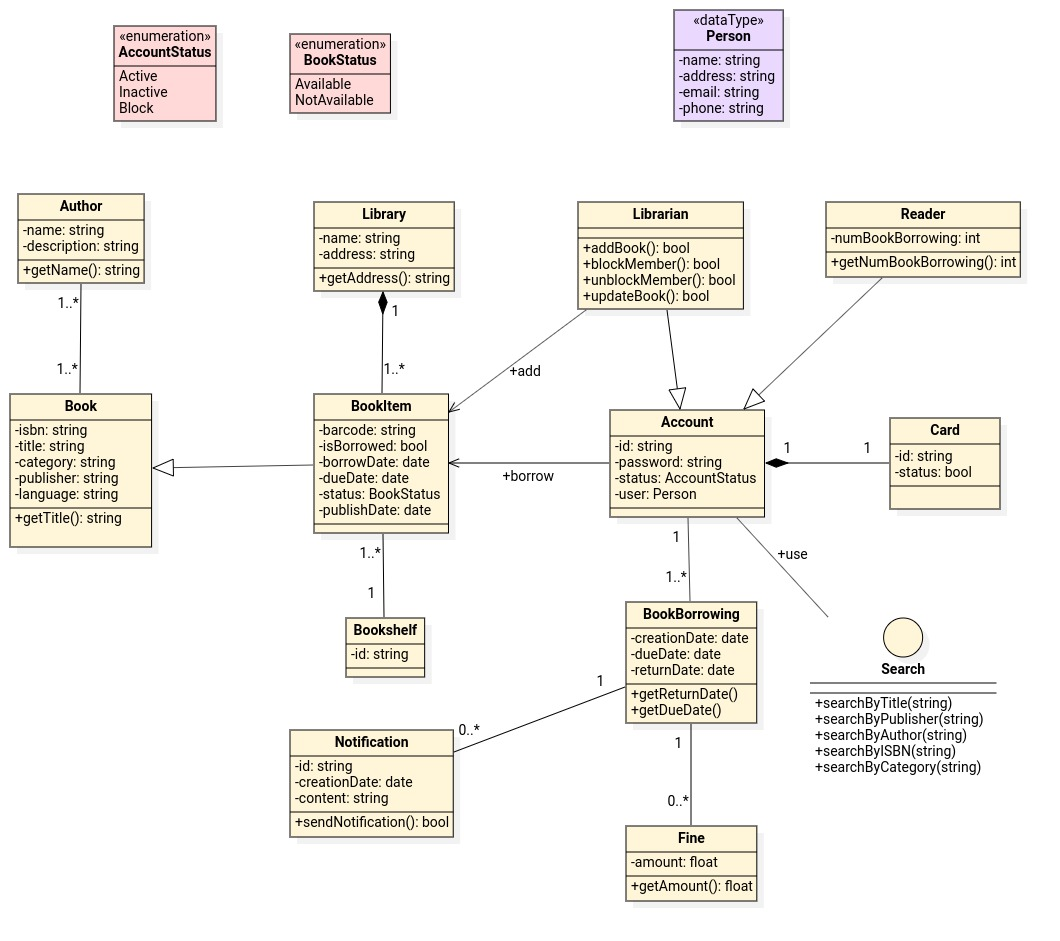 «enumeration»
AccountStatus
Active
Inactive
Block
«enumeration»
BookStatus
Available
NotAvailable
«dataType»
Person
-name: string
-address: string
-email: string
-phone: string
Author
-name: string
-description: string
+getName(): string
Library
-name: string
-address: string
+getAddress(): string
Librarian
+addBook(): bool
+blockMember(): bool
+unblockMember(): bool
+updateBook(): bool
Reader
-numBookBorrowing: int
+getNumBookBorrowing(): int
1..*
1..*
1
1..*
+add
Book
-isbn: string
-title: string
-category: string
-publisher: string
-language: string
+getTitle(): string
BookItem
-barcode: string
-isBorrowed: bool
-borrowDate: date
-dueDate: date
-status: BookStatus
-publishDate: date
+borrow
Account
-id: string
-password: string
-status: AccountStatus
-user: Person
1
1
Card
-id: string
-status: bool
1..*
1
1
1..*
+use
Bookshelf
-id: string
BookBorrowing
-creationDate: date
-dueDate: date
-returnDate: date
+getReturnDate()
+getDueDate()
Search
+searchByTitle(string)
+searchByPublisher(string)
+searchByAuthor(string)
+searchByISBN(string)
+searchByCategory(string)
1
0..*
Notification
-id: string
-creationDate: date
-content: string
+sendNotification(): bool
1
0..*
Fine
-amount: float
+getAmount(): float